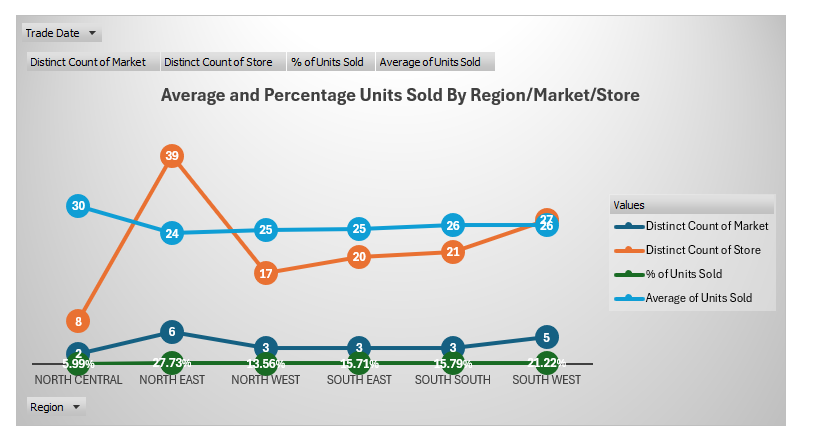 Trade Date
Distinct Count of Market Distinct Count of Store % of Units Sold Average of Units Sold
Average and Percentage Units Sold By Region/Market/Store
39
30
24 25 25 26 27 26
17 20 21
8
2 6 3 3 3 5
5.99% 27.73% 13.56% 15.71% 15.79% 21.22%
NORTH CENTRAL NORTH EAST NORTH WEST SOUTH EAST SOUTH SOUTH SOUTH WEST
Values
Distinct Count of Market
Distinct Count of Store
% of Units Sold
Average of Units Sold
Region